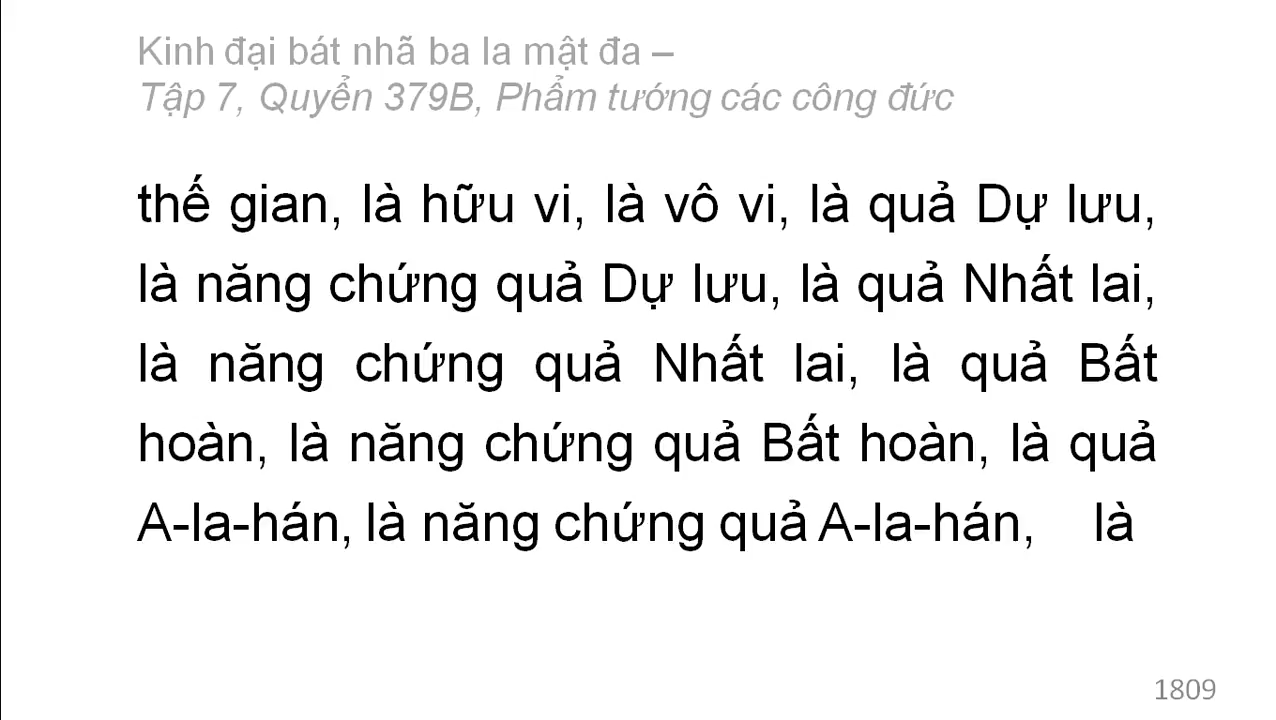 Kinh đại bát nhã ba la mật đa –
Tập 7, Quyển 379B, Phẩm tướng các công đức
thế gian, là hữu vi, là vô vi, là quả Dự lưu,
là năng chứng quả Dự lưu, là quả Nhất lai,
là năng chứng quả Nhất lai, là quả Bất
hoàn, là năng chứng quả Bất hoàn, là quả
A-la-hán, là năng chứng quả A-la-hán, là
1809